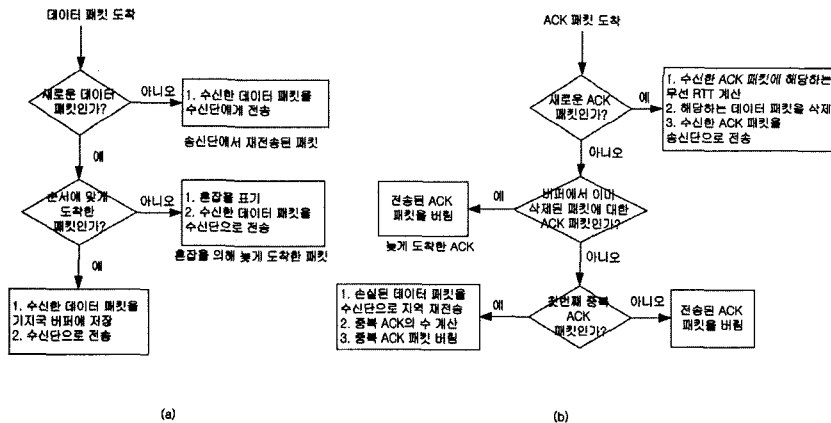 데이터 패킷 도착
새로운 데이터
패킷인가?
아니오
1. 수신한 데이터 패킷을
수신단에게 전송
송신단에서 재전송된 패킷
예
순서에 맞게
도착한
패킷인가?
아니오
1. 혼잡을 표기
2. 수신한 데이터 패킷을
수신단으로 전송
혼잡을 의해 늦게 도착한 패킷
예
1. 수신한 데이터 패킷을
기지국 버퍼에 저장
2. 수신단으로 전송
(a)
ACK 패킷 도착
새로운 ACK
패킷인가?
예
1. 수신한 ACK 패킷에 해당하는
무선 RTT 계산
2. 해당하는 데이터 패킷을 삭제
3. 수신한 ACK 패킷을
송신단으로 전송
아니오
버퍼에서 이미
삭제된 패킷에 대한
ACK 패킷인가?
예
전송된 ACK
패킷을 버림
늦게 도착한 ACK
아니오
첫번째 중복
ACK
패킷인가?
예
1. 손실된 데이터 패킷을
수신단으로 지역 재전송
2. 중복 ACK의 수 계산
3. 중복 ACK 패킷 버림
아니오
전송된 ACK
패킷을 버림
(b)